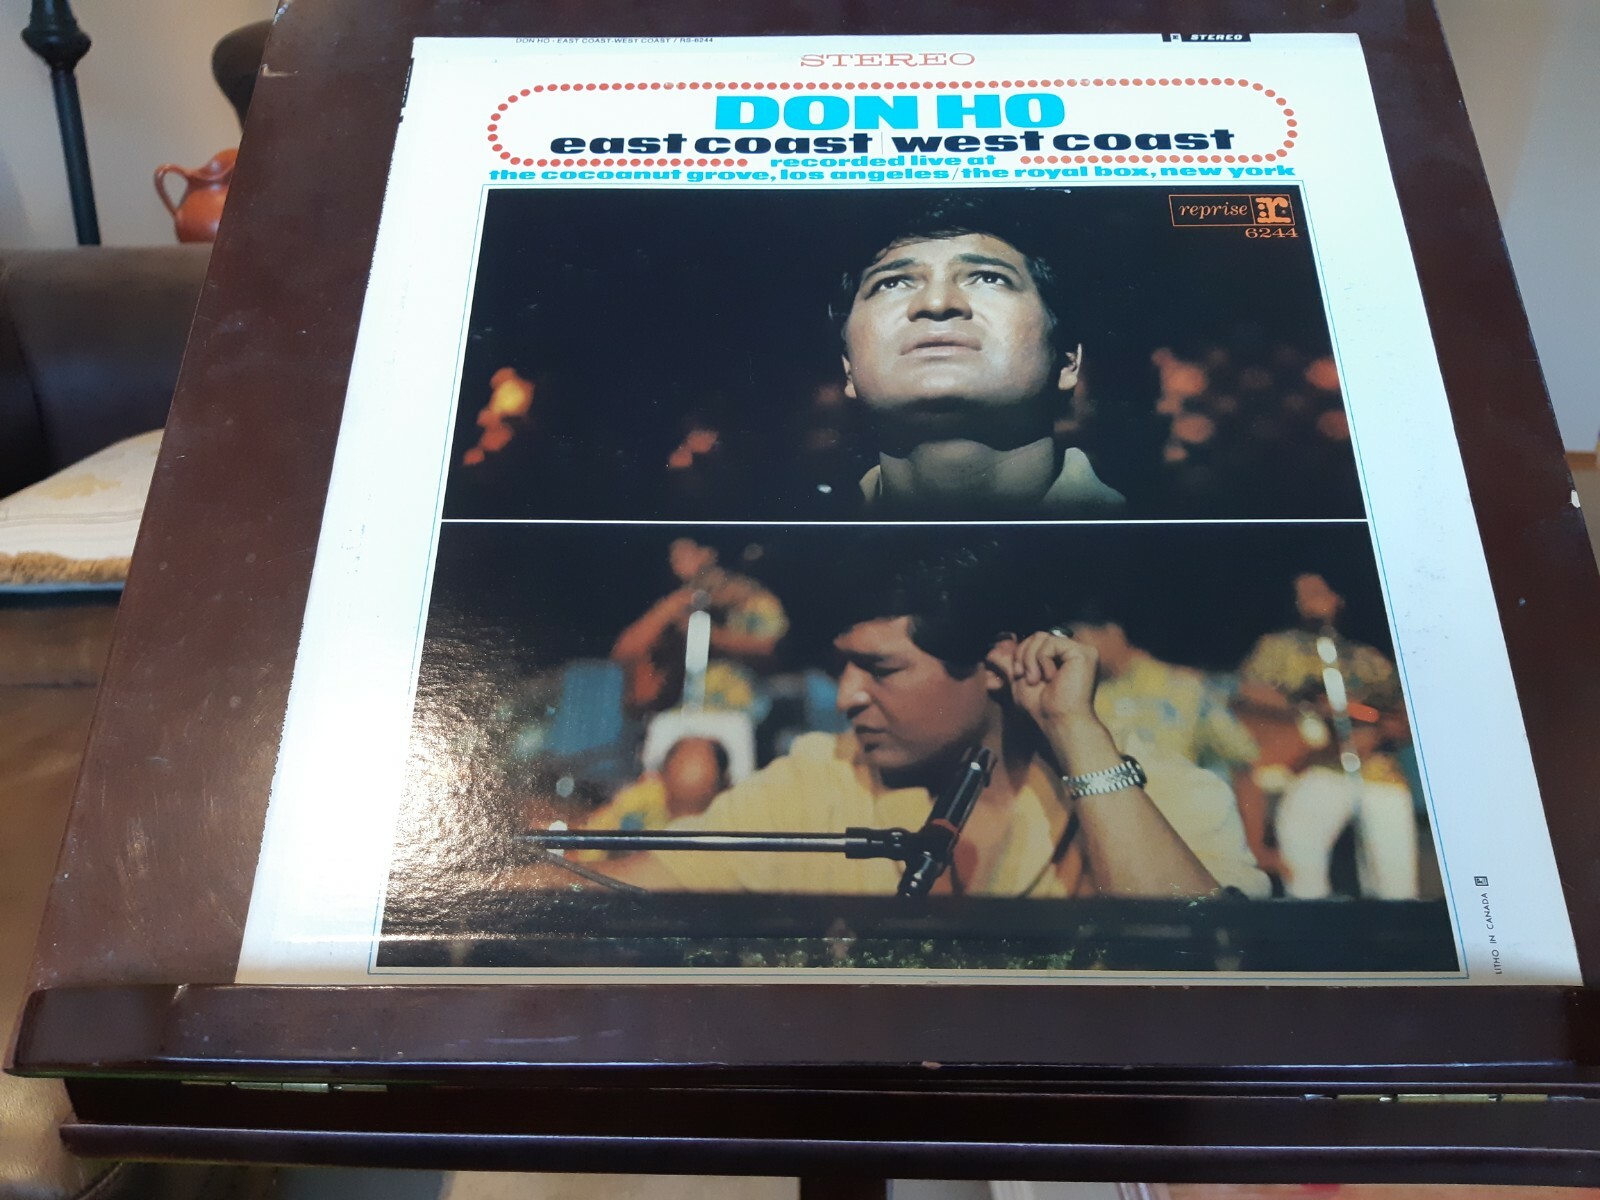 DON HO · EAST COAST-WEST COAST / RS-6244
STEREO
STEREO
DON HO
east coast | west coast
recorded live at
the cocoanut grove, los angeles/the royal box, new york
reprise r:
6244
LITHO IN CANADA